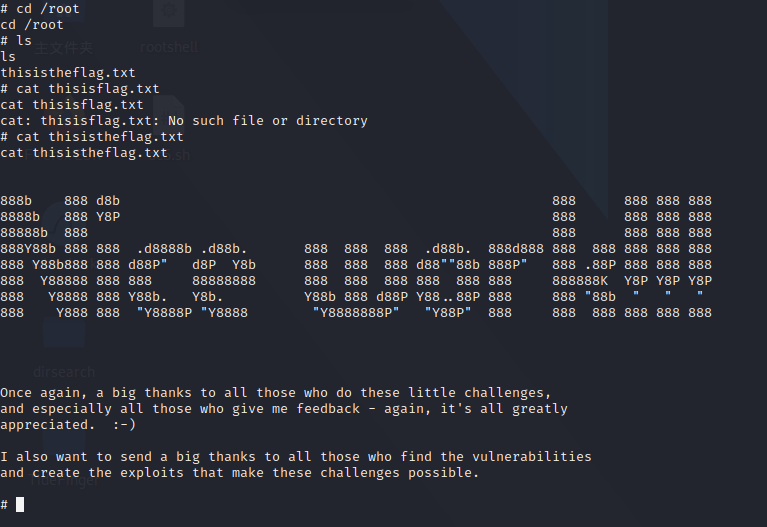 # cd /root
cd /root
# ls
ls
thisistheflag.txt
# cat thisisflag.txt
cat thisisflag.txt
cat: thisisflag.txt: No such file or directory
# cat thisistheflag.txt
cat thisistheflag.txt
888b    888 d8b                                                      888      888 888 888
8888b   888 Y8P                                                      888      888 888 888
88888b  888                                                          888      888 888 888
888Y88b 888 888  .d8888b .d88b.       888  888  888  .d88b.  888d888 888  888 888 888 888
888 Y88b888 888 d88P"   d8P  Y8b      888  888  888 d88""88b 888P"   888 .88P 888 888 888
888  Y88888 888 888     88888888      888  888  888 888  888 888     888888K  Y8P Y8P Y8P
888   Y8888 888 Y88b.   Y8b.          Y88b 888 d88P Y88..88P 888     888 "88b  "   "   "
888    Y888 888  "Y8888P "Y8888        "Y8888888P"   "Y88P"  888     888  888 888 888 888
Once again, a big thanks to all those who do these little challenges,
and especially all those who give me feedback - again, it's all greatly
appreciated.  :-)
I also want to send a big thanks to all those who find the vulnerabilities
and create the exploits that make these challenges possible.
#
主文件夹
rootshell
dirsearch